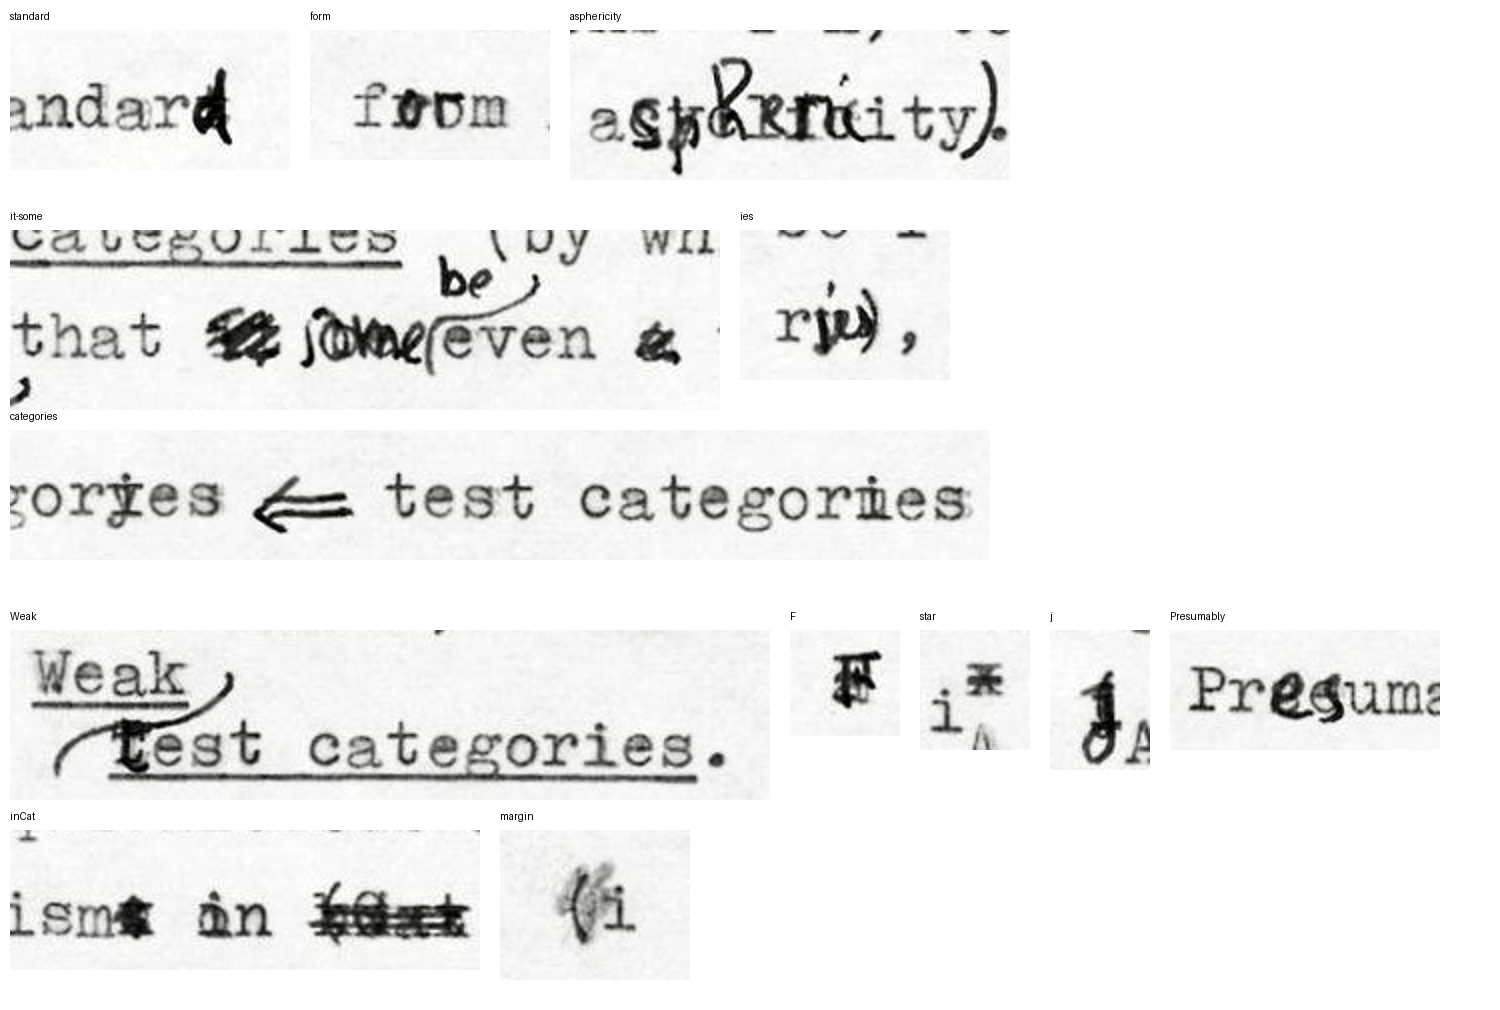 standard form asphericity
andard form asphericity).
it-some ies
categories (by wh
be
that some even a ries),
categories
gories ⇐ test categories
Weak F star j Presumably
Weak F i* j Presuma
test categories.
inCat margin
isms in (i